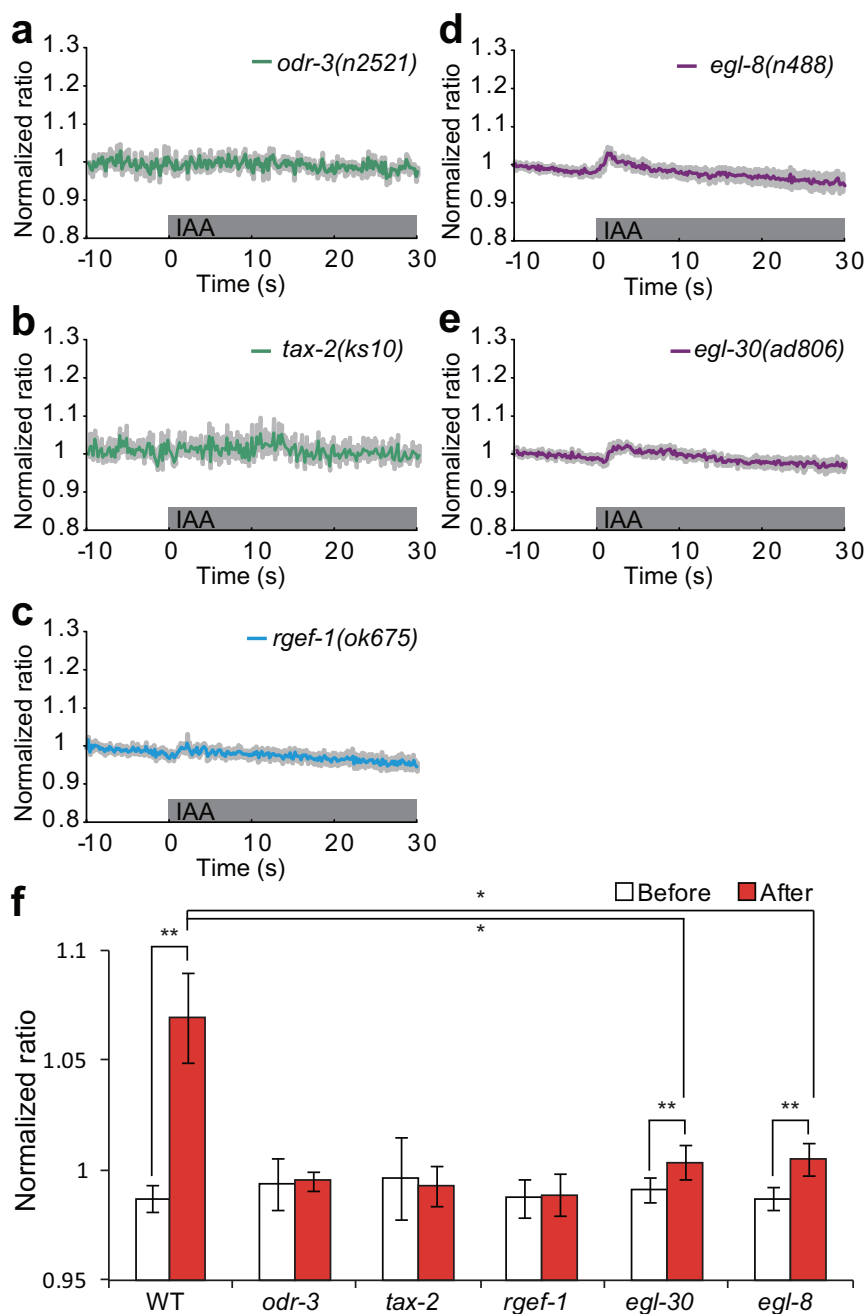 a
odr-3(n2521)
Normalized ratio
1.3
1.2
1.1
1
0.9
0.8
IAA
-10 0 10 20 30
Time (s)
b
tax-2(ks10)
Normalized ratio
1.3
1.2
1.1
1
0.9
0.8
IAA
-10 0 10 20 30
Time (s)
c
rgef-1(ok675)
Normalized ratio
1.3
1.2
1.1
1
0.9
0.8
IAA
-10 0 10 20 30
Time (s)
d
egl-8(n488)
Normalized ratio
1.3
1.2
1.1
1
0.9
0.8
IAA
-10 0 10 20 30
Time (s)
e
egl-30(ad806)
Normalized ratio
1.3
1.2
1.1
1
0.9
0.8
IAA
-10 0 10 20 30
Time (s)
f
Before After
*
*
**
**
**
Normalized ratio
1.1
1.05
1
0.95
WT odr-3 tax-2 rgef-1 egl-30 egl-8